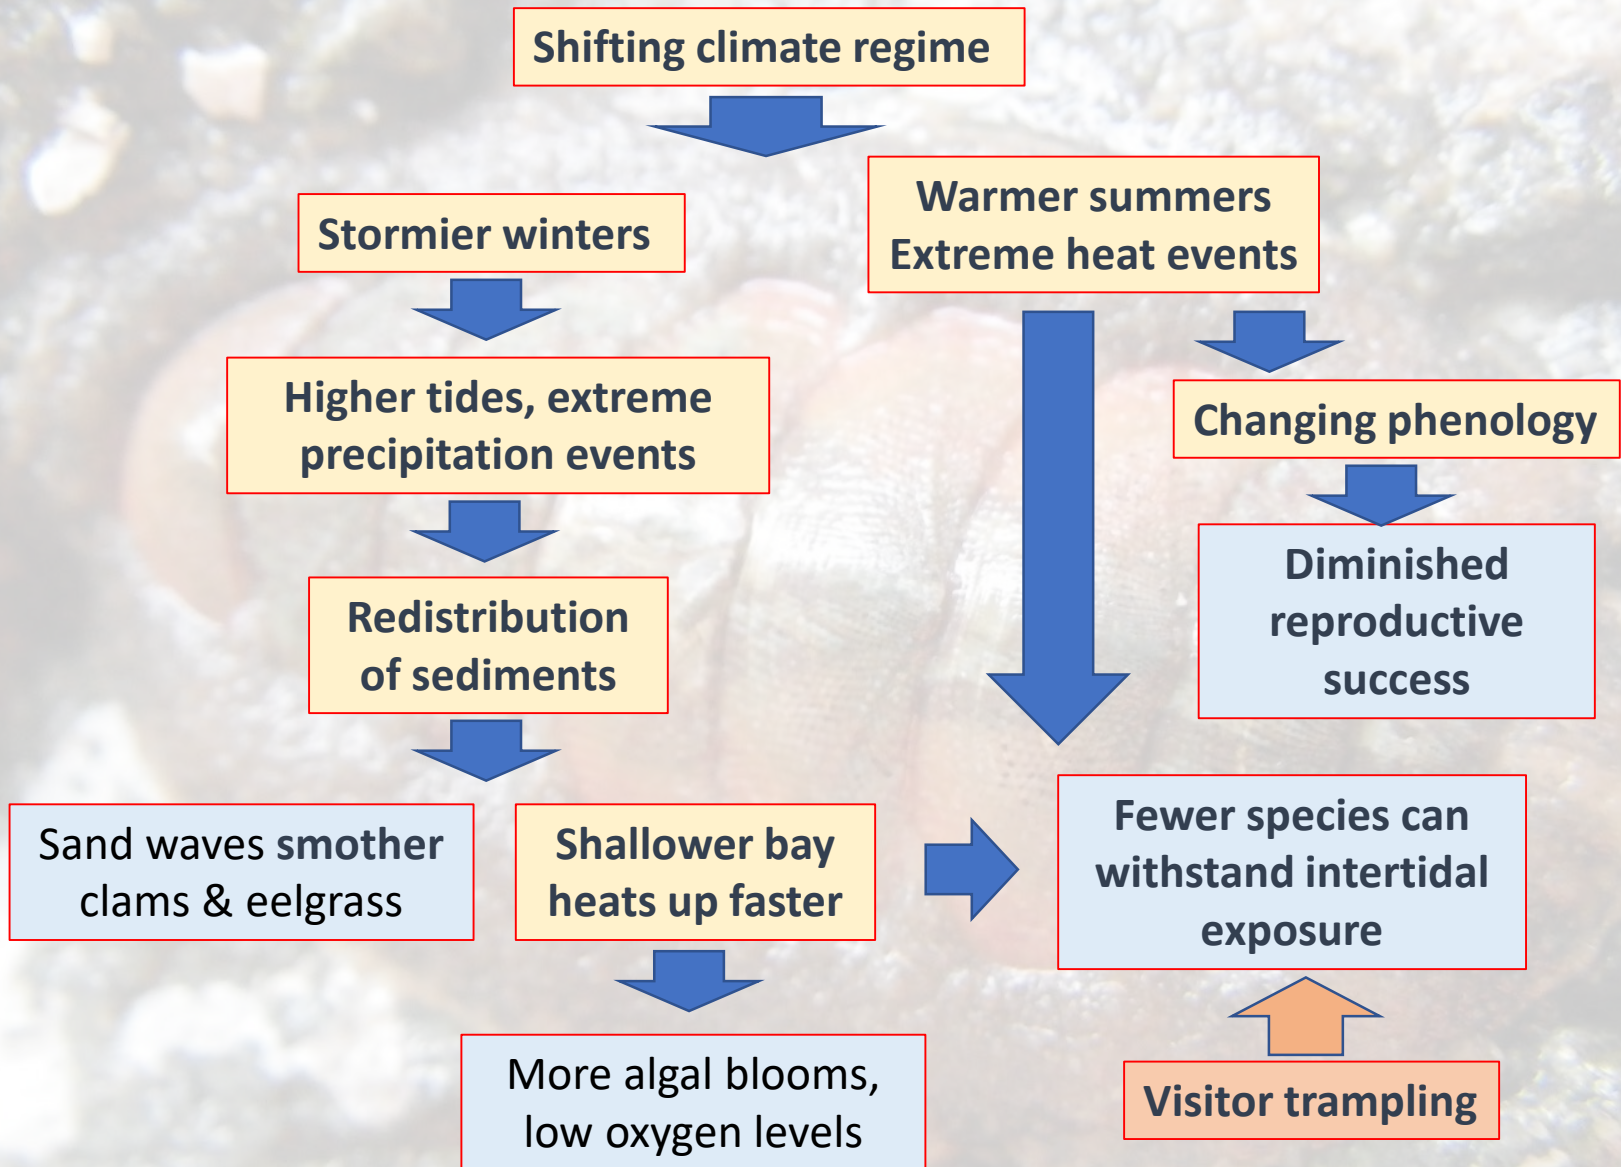 Shifting climate regime
Stormier winters
Warmer summers
Extreme heat events
Higher tides, extreme
precipitation events
Changing phenology
Redistribution
of sediments
Diminished
reproductive
success
Sand waves smother
clams & eelgrass
Shallower bay
heats up faster
Fewer species can
withstand intertidal
exposure
More algal blooms,
low oxygen levels
Visitor trampling